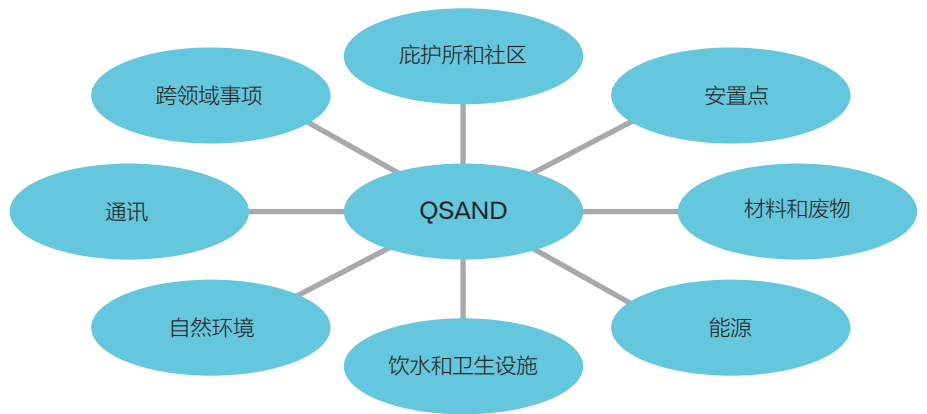 庇护所和社区
跨领域事项
安置点
通讯
QSAND
材料和废物
自然环境
能源
饮水和卫生设施